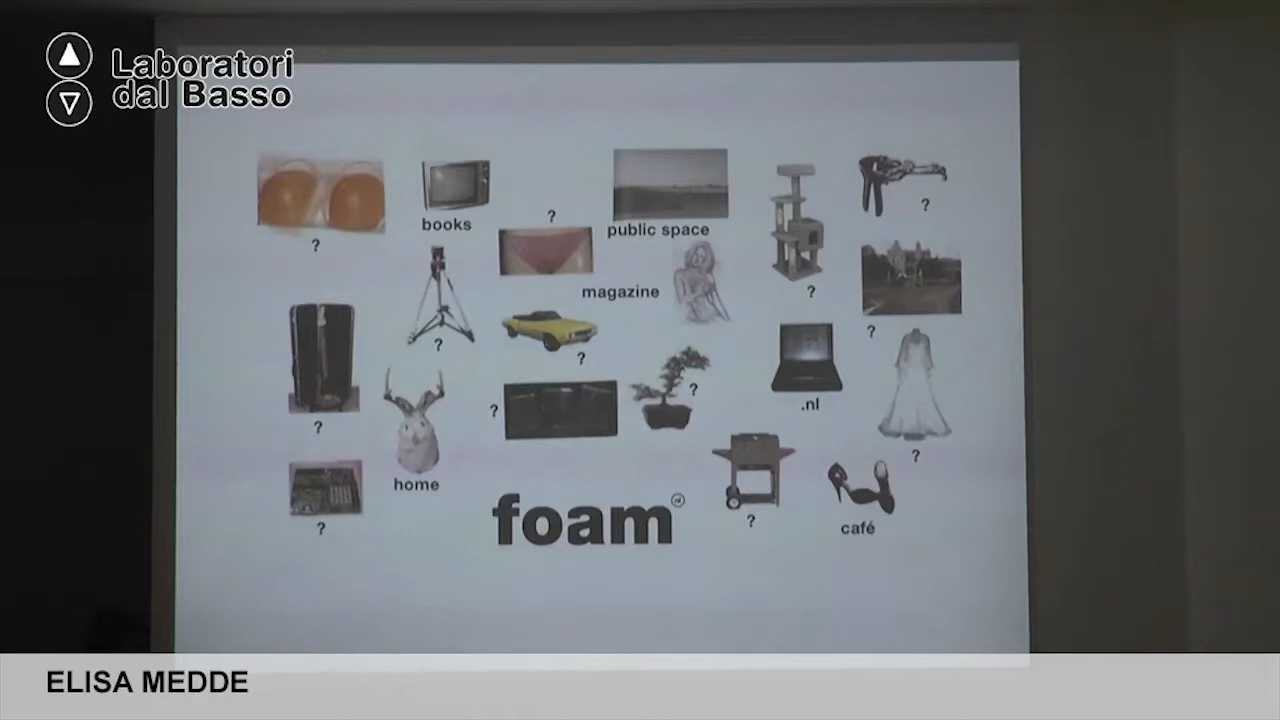 Laboratori
dal Basso
?
books
?
public space
?
magazine
?
?
?
?
?
?
?
.nl
?
home
?
?
café
foam
ELISA MEDDE